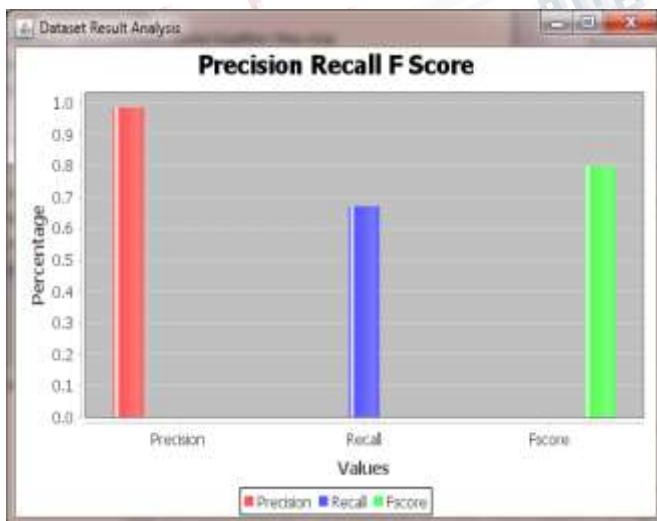 Dataset Result Analysis
Precision Recall F Score
1.0
0.9
0.8
0.7
0.6
0.5
0.4
0.3
0.2
0.1
0.0
Percentage
Precision Recall Fscore
Values
Precision Recall Fscore